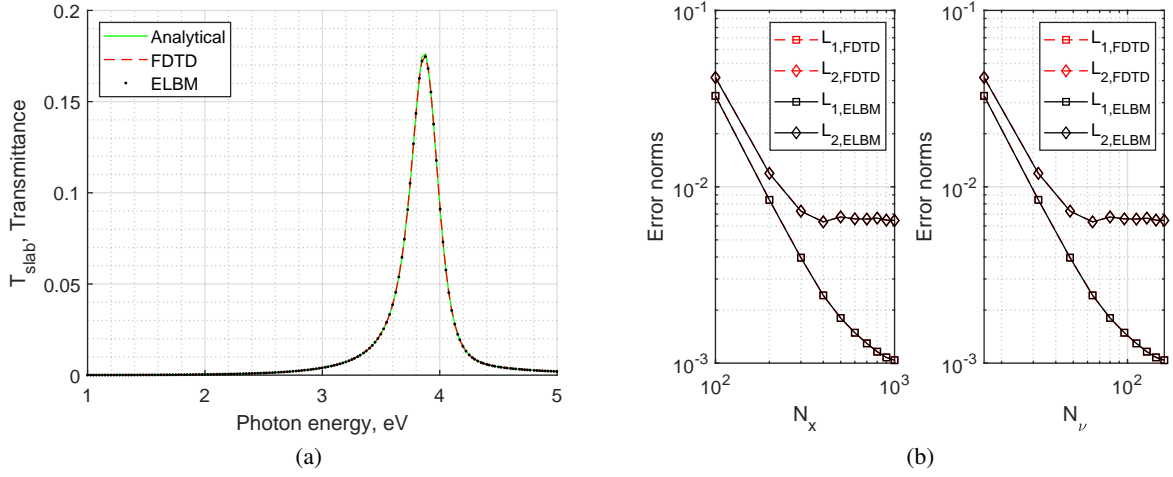 Analytical
FDTD
ELBM
0.20
0.15
0.1
0.05
0
1 2 3 4 5
T_slab, Transmittance
Photon energy, eV
(a)
L_1,FDTD
L_2,FDTD
L_1,ELBM
L_2,ELBM
10^-1
10^-2
10^-3
10^2 10^3
Error norms
N_x
L_1,FDTD
L_2,FDTD
L_1,ELBM
L_2,ELBM
10^-1
10^-2
10^-3
10^2
Error norms
N_ν
(b)